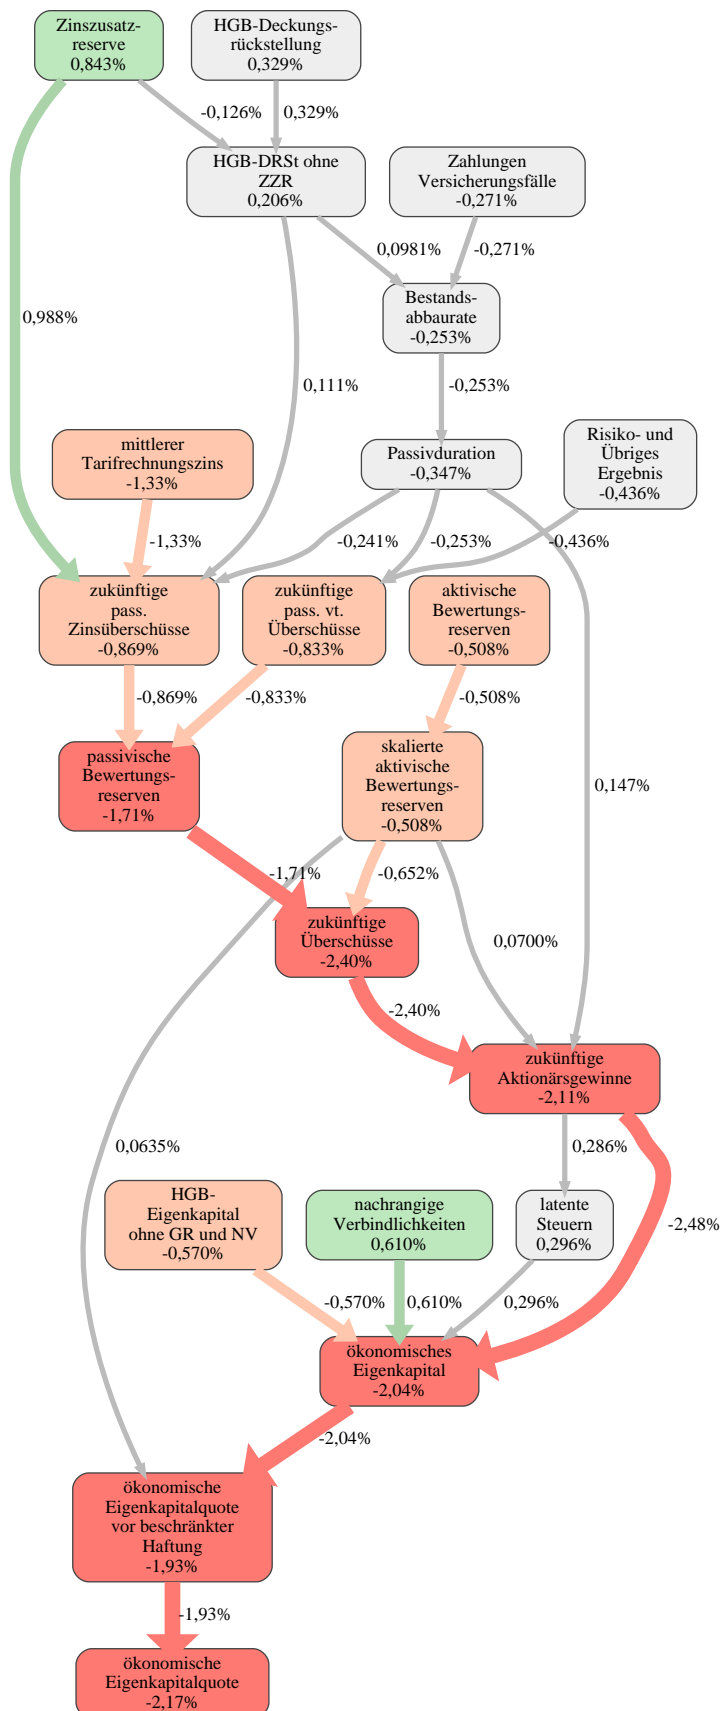 Zinszusatz-
reserve
0,843%
HGB-Deckungs-
rückstellung
0,329%
-0,126%
0,329%
HGB-DRSt ohne
ZZR
0,206%
Zahlungen
Versicherungsfälle
-0,271%
0,0981%
-0,271%
Bestands-
abbaurate
-0,253%
0,988%
0,111%
-0,253%
mittlerer
Tarifrechnungszins
-1,33%
Passivduration
-0,347%
Risiko- und
Übriges
Ergebnis
-0,436%
-1,33%
-0,241%
-0,253%
-0,436%
zukünftige
pass.
Zinsüberschüsse
-0,869%
zukünftige
pass. vt.
Überschüsse
-0,833%
aktivische
Bewertungs-
reserven
-0,508%
-0,869%
-0,833%
-0,508%
passivische
Bewertungs-
reserven
-1,71%
skalierte
aktivische
Bewertungs-
reserven
-0,508%
0,147%
-1,71%
-0,652%
zukünftige
Überschüsse
-2,40%
0,0700%
-2,40%
zukünftige
Aktionärsgewinne
-2,11%
0,0635%
0,286%
HGB-
Eigenkapital
ohne GR und NV
-0,570%
nachrangige
Verbindlichkeiten
0,610%
latente
Steuern
0,296%
-2,48%
-0,570%
0,610%
0,296%
ökonomisches
Eigenkapital
-2,04%
-2,04%
ökonomische
Eigenkapitalquote
vor beschränkter
Haftung
-1,93%
-1,93%
ökonomische
Eigenkapitalquote
-2,17%